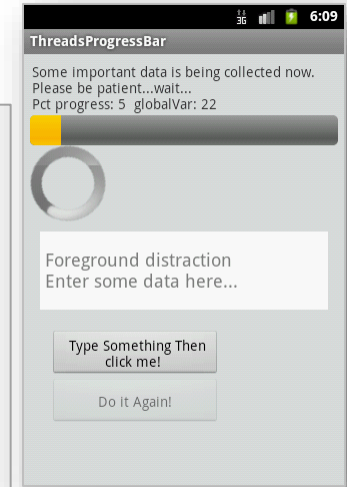 3G 6:09
ThreadsProgressBar
Some important data is being collected now.
Please be patient...wait...
Pct progress: 5 globalVar: 22
Foreground distraction
Enter some data here...
Type Something Then
click me!
Do it Again!